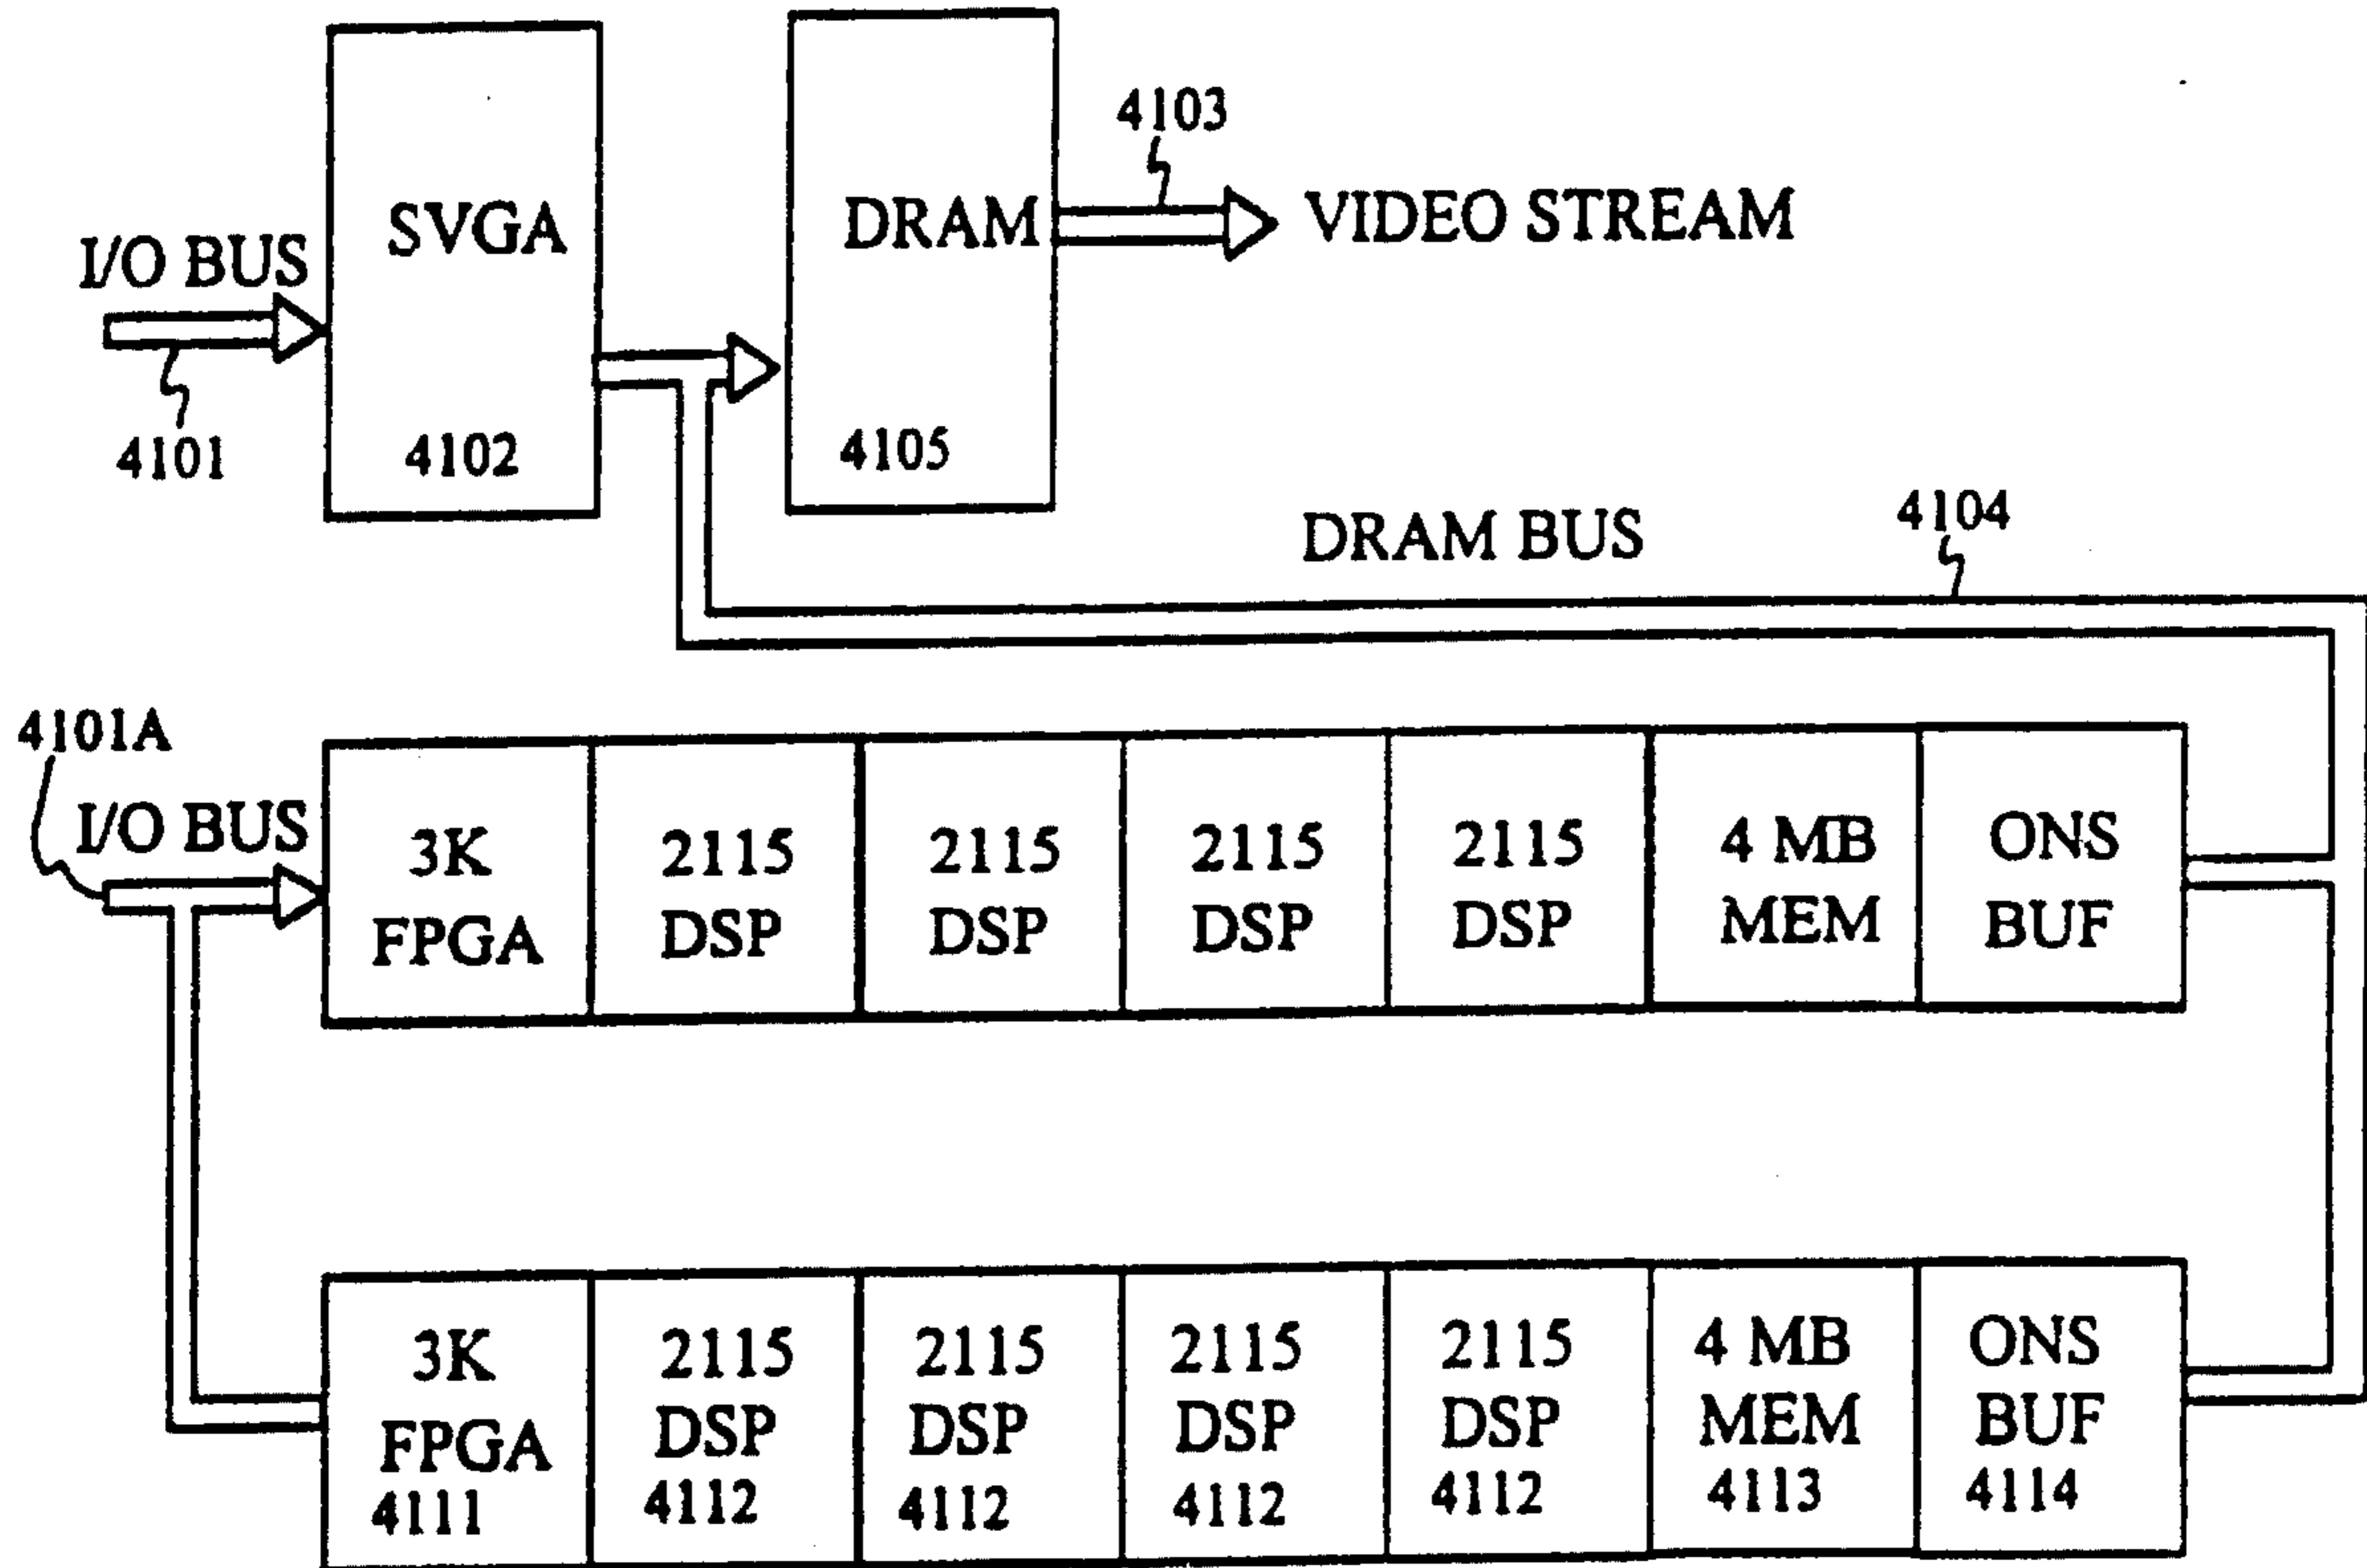 4103
SVGA
DRAM
VIDEO STREAM
I/O BUS
4101
4102
4105
DRAM BUS
4104
4101A
I/O BUS
3K
FPGA
2115
DSP
2115
DSP
2115
DSP
2115
DSP
4 MB
MEM
ONS
BUF
3K
FPGA
4111
2115
DSP
4112
2115
DSP
4112
2115
DSP
4112
2115
DSP
4112
4 MB
MEM
4113
ONS
BUF
4114